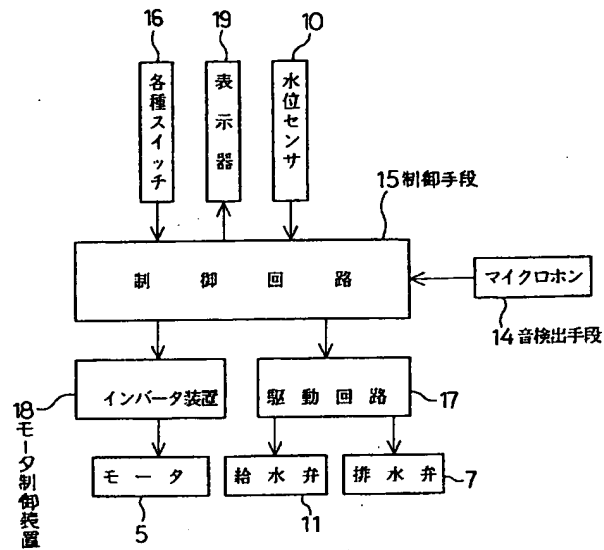 16
19
10
各種スイッチ
表示器
水位センサ
15 制御手段
制御回路
マイクロホン
14 音検出手段
インバータ装置
駆動回路
17
18 モータ制御装置
モータ
給水弁
排水弁
7
5
11